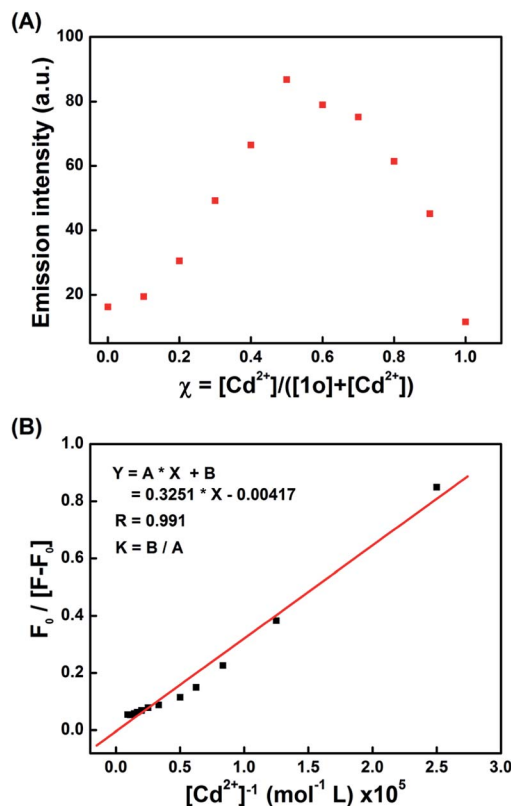 (A)
100
80
60
40
20
Emission intensity (a.u.)
0.0 0.2 0.4 0.6 0.8 1.0
χ = [Cd²⁺]/([1o]+[Cd²⁺])
(B)
1.0
0.8
0.6
0.4
0.2
0.0
F₀ / [F-F₀]
Y = A * X + B
= 0.3251 * X - 0.00417
R = 0.991
K = B / A
0.0 0.5 1.0 1.5 2.0 2.5 3.0
[Cd²⁺]⁻¹ (mol⁻¹ L) x10⁵